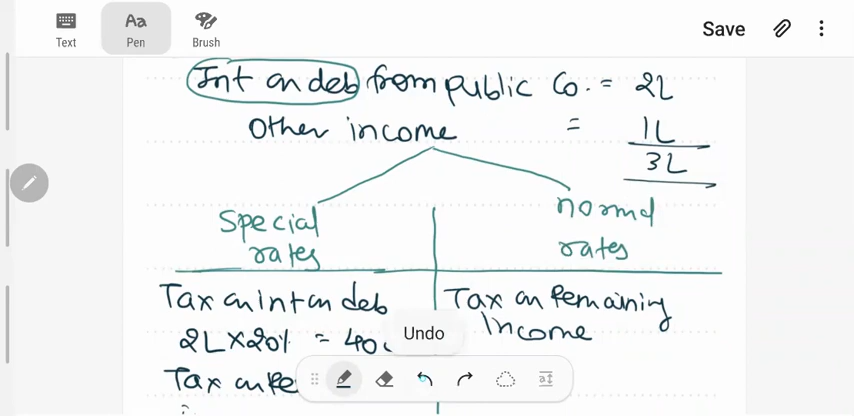 Text
Pen
Brush
Save
Int on deb from public Co. = 2L
Other income = 1L
3L
Special rates
normal rates
Tax on int on deb
2L x 20% = 40
Tax on Re
Tax on Remaining
Income
Undo